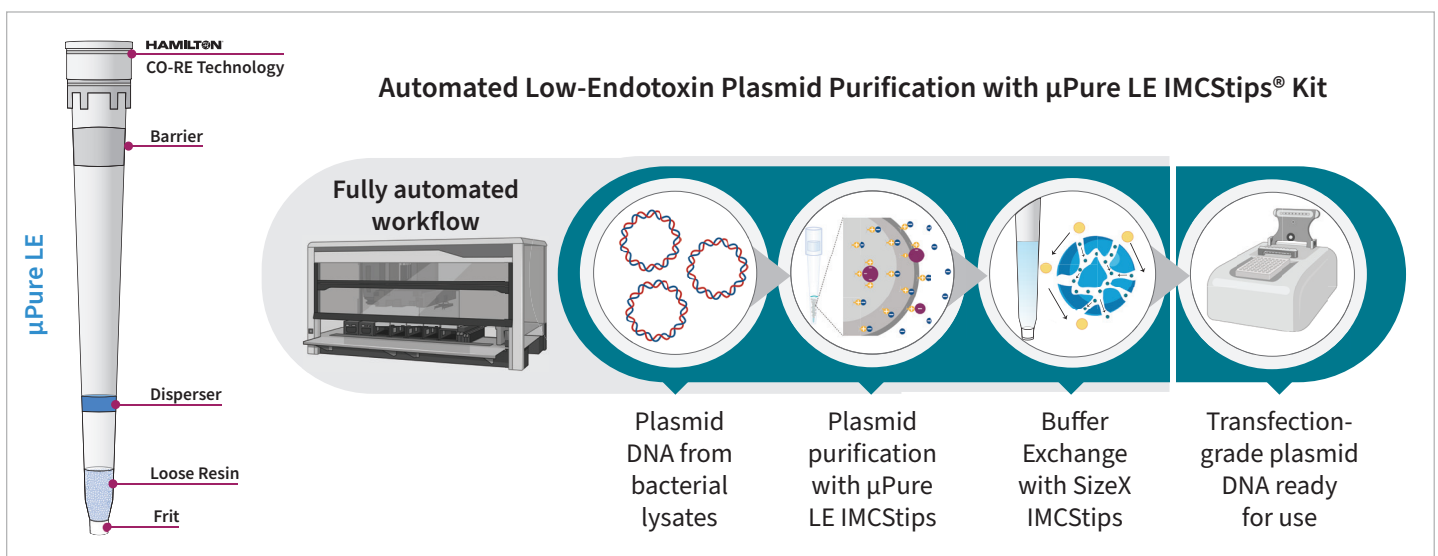 HAMILTON
CO-RE Technology
Barrier
µPure LE
Disperser
Loose Resin
Frit
Automated Low-Endotoxin Plasmid Purification with µPure LE IMCStips® Kit
Fully automated
workflow
Plasmid
DNA from
bacterial
lysates
Plasmid
purification
with µPure
LE IMCStips
Buffer
Exchange
with SizeX
IMCStips
Transfection-
grade plasmid
DNA ready
for use